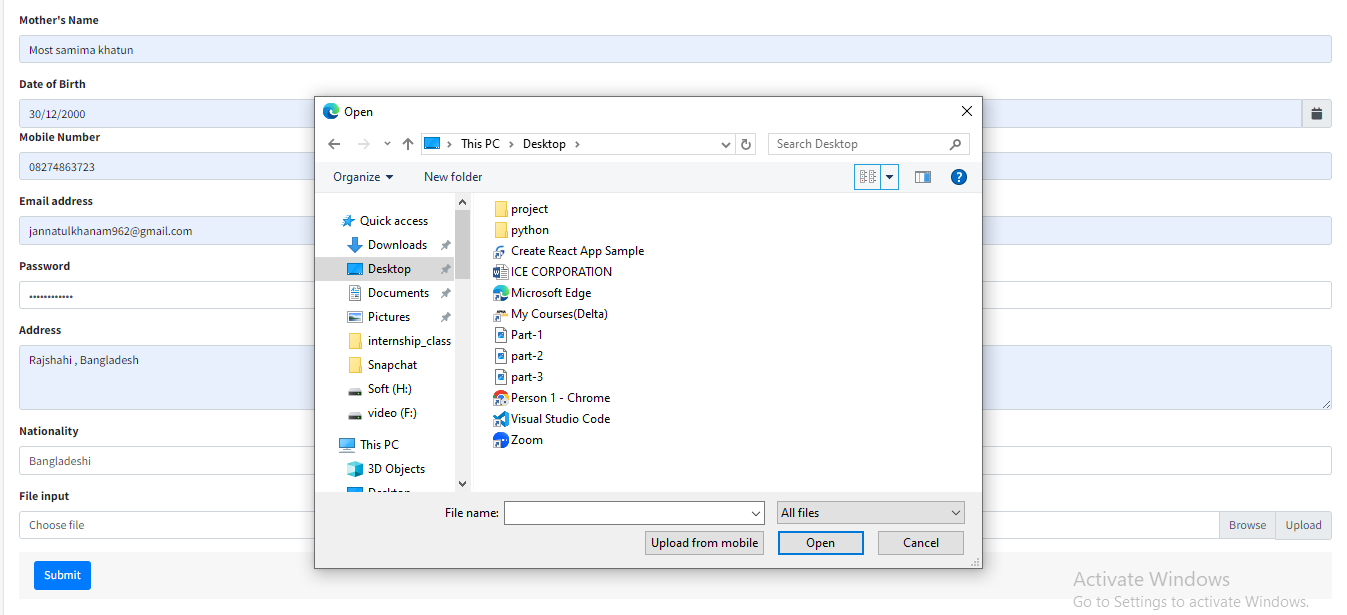 Mother's Name
Most samima khatun
Date of Birth
30/12/2000
Mobile Number
08274863723
Email address
jannatulkhanam962@gmail.com
Password
••••••••••••
Address
Rajshahi , Bangladesh
Nationality
Bangladeshi
File input
Choose file
Browse
Upload
Submit
Open
This PC
Desktop
Search Desktop
Organize
New folder
Quick access
Downloads
Desktop
Documents
Pictures
internship_class
Snapchat
Soft (H:)
video (F:)
This PC
3D Objects
Desktop
project
python
Create React App Sample
ICE CORPORATION
Microsoft Edge
My Courses(Delta)
Part-1
part-2
part-3
Person 1 - Chrome
Visual Studio Code
Zoom
File name:
All files
Upload from mobile
Open
Cancel
Activate Windows
Go to Settings to activate Windows.